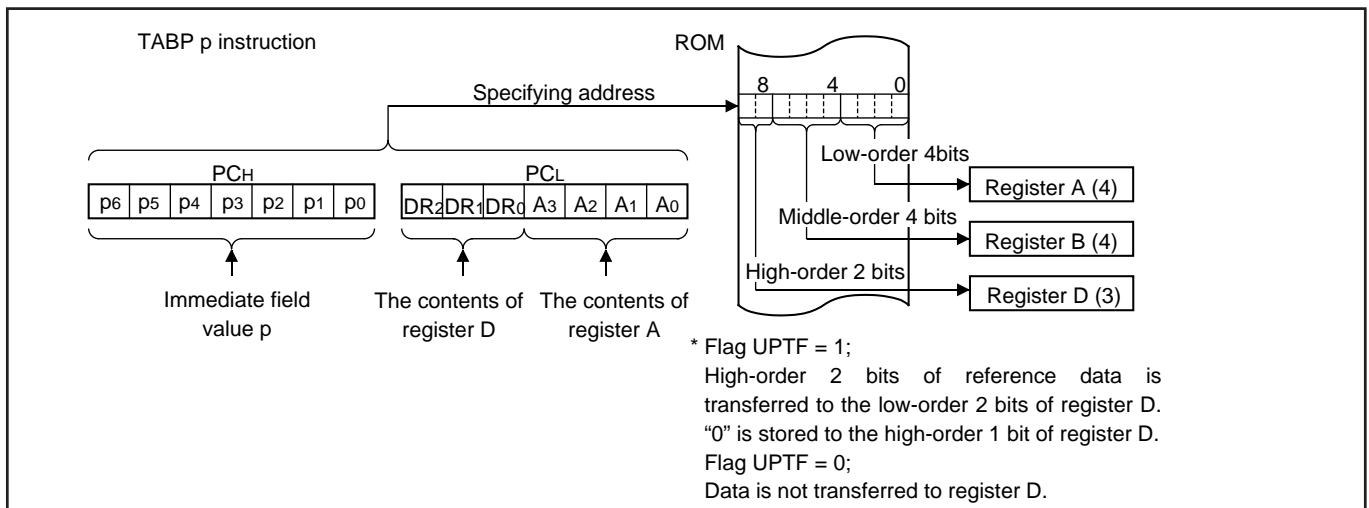 TABP p instruction
ROM
8 4 0
Specifying address
Low-order 4bits
PCH
PCL
p6 p5 p4 p3 p2 p1 p0
DR2 DR1 DR0 A3 A2 A1 A0
Register A (4)
Middle-order 4 bits
Register B (4)
High-order 2 bits
Register D (3)
Immediate field
value p
The contents of
register D
The contents of
register A
* Flag UPTF = 1;
High-order 2 bits of reference data is
transferred to the low-order 2 bits of register D.
“0” is stored to the high-order 1 bit of register D.
Flag UPTF = 0;
Data is not transferred to register D.